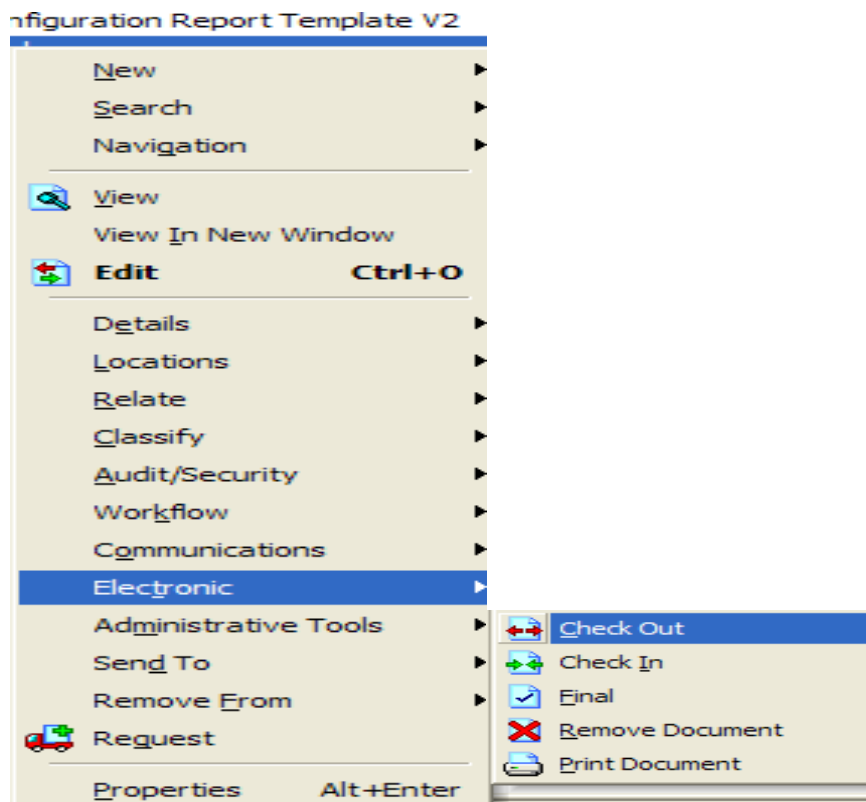 nfiguration Report Template V2
New
Search
Navigation
View
View In New Window
Edit Ctrl+O
Details
Locations
Relate
Classify
Audit/Security
Workflow
Communications
Electronic
Administrative Tools
Send To
Remove From
Request
Properties Alt+Enter
Check Out
Check In
Final
Remove Document
Print Document